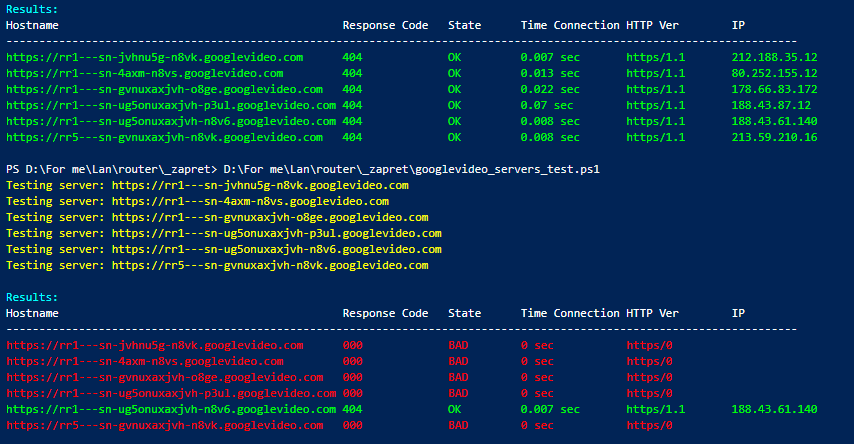 Results:
Hostname Response Code State Time Connection HTTP Ver IP
----------------------------------------------------------------------------------------------------------------------
https://rr1---sn-jvhnu5g-n8vk.googlevideo.com 404 OK 0.007 sec https/1.1 212.188.35.12
https://rr1---sn-4axm-n8vs.googlevideo.com 404 OK 0.013 sec https/1.1 80.252.155.12
https://rr1---sn-gvnuxaxjvh-o8ge.googlevideo.com 404 OK 0.022 sec https/1.1 178.66.83.172
https://rr1---sn-ug5onuxaxjvh-p3ul.googlevideo.com 404 OK 0.07 sec https/1.1 188.43.87.12
https://rr1---sn-ug5onuxaxjvh-n8v6.googlevideo.com 404 OK 0.008 sec https/1.1 188.43.61.140
https://rr5---sn-gvnuxaxjvh-n8vk.googlevideo.com 404 OK 0.008 sec https/1.1 213.59.210.16
PS D:\For me\Lan\router\_zapret> D:\For me\Lan\router\_zapret\googlevideo_servers_test.ps1
Testing server: https://rr1---sn-jvhnu5g-n8vk.googlevideo.com
Testing server: https://rr1---sn-4axm-n8vs.googlevideo.com
Testing server: https://rr1---sn-gvnuxaxjvh-o8ge.googlevideo.com
Testing server: https://rr1---sn-ug5onuxaxjvh-p3ul.googlevideo.com
Testing server: https://rr1---sn-ug5onuxaxjvh-n8v6.googlevideo.com
Testing server: https://rr5---sn-gvnuxaxjvh-n8vk.googlevideo.com
Results:
Hostname Response Code State Time Connection HTTP Ver IP
----------------------------------------------------------------------------------------------------------------------
https://rr1---sn-jvhnu5g-n8vk.googlevideo.com 000 BAD 0 sec https/0
https://rr1---sn-4axm-n8vs.googlevideo.com 000 BAD 0 sec https/0
https://rr1---sn-gvnuxaxjvh-o8ge.googlevideo.com 000 BAD 0 sec https/0
https://rr1---sn-ug5onuxaxjvh-p3ul.googlevideo.com 000 BAD 0 sec https/0
https://rr1---sn-ug5onuxaxjvh-n8v6.googlevideo.com 404 OK 0.007 sec https/1.1 188.43.61.140
https://rr5---sn-gvnuxaxjvh-n8vk.googlevideo.com 000 BAD 0 sec https/0